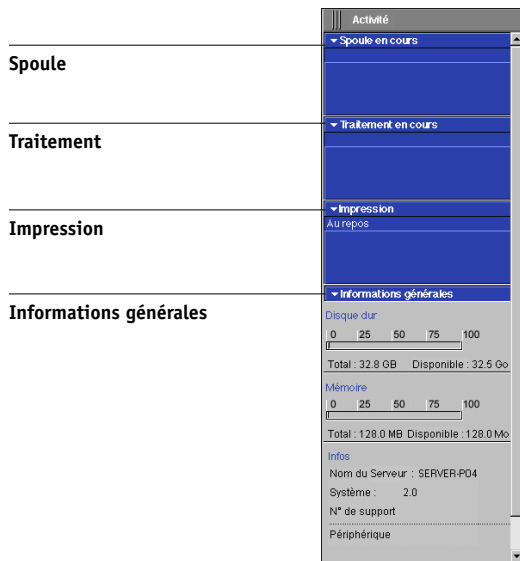 Activité
Spoule en cours
Spoule
Traitement en cours
Traitement
Impression
Au repos
Impression
Informations générales
Informations générales
Disque dur
0 25 50 75 100
Total : 32.8 GB Disponible : 32.5 Go
Mémoire
0 25 50 75 100
Total : 128.0 MB Disponible : 128.0 Mo
Infos
Nom du Serveur : SERVER-P04
Système : 2.0
N° de support
Périphérique